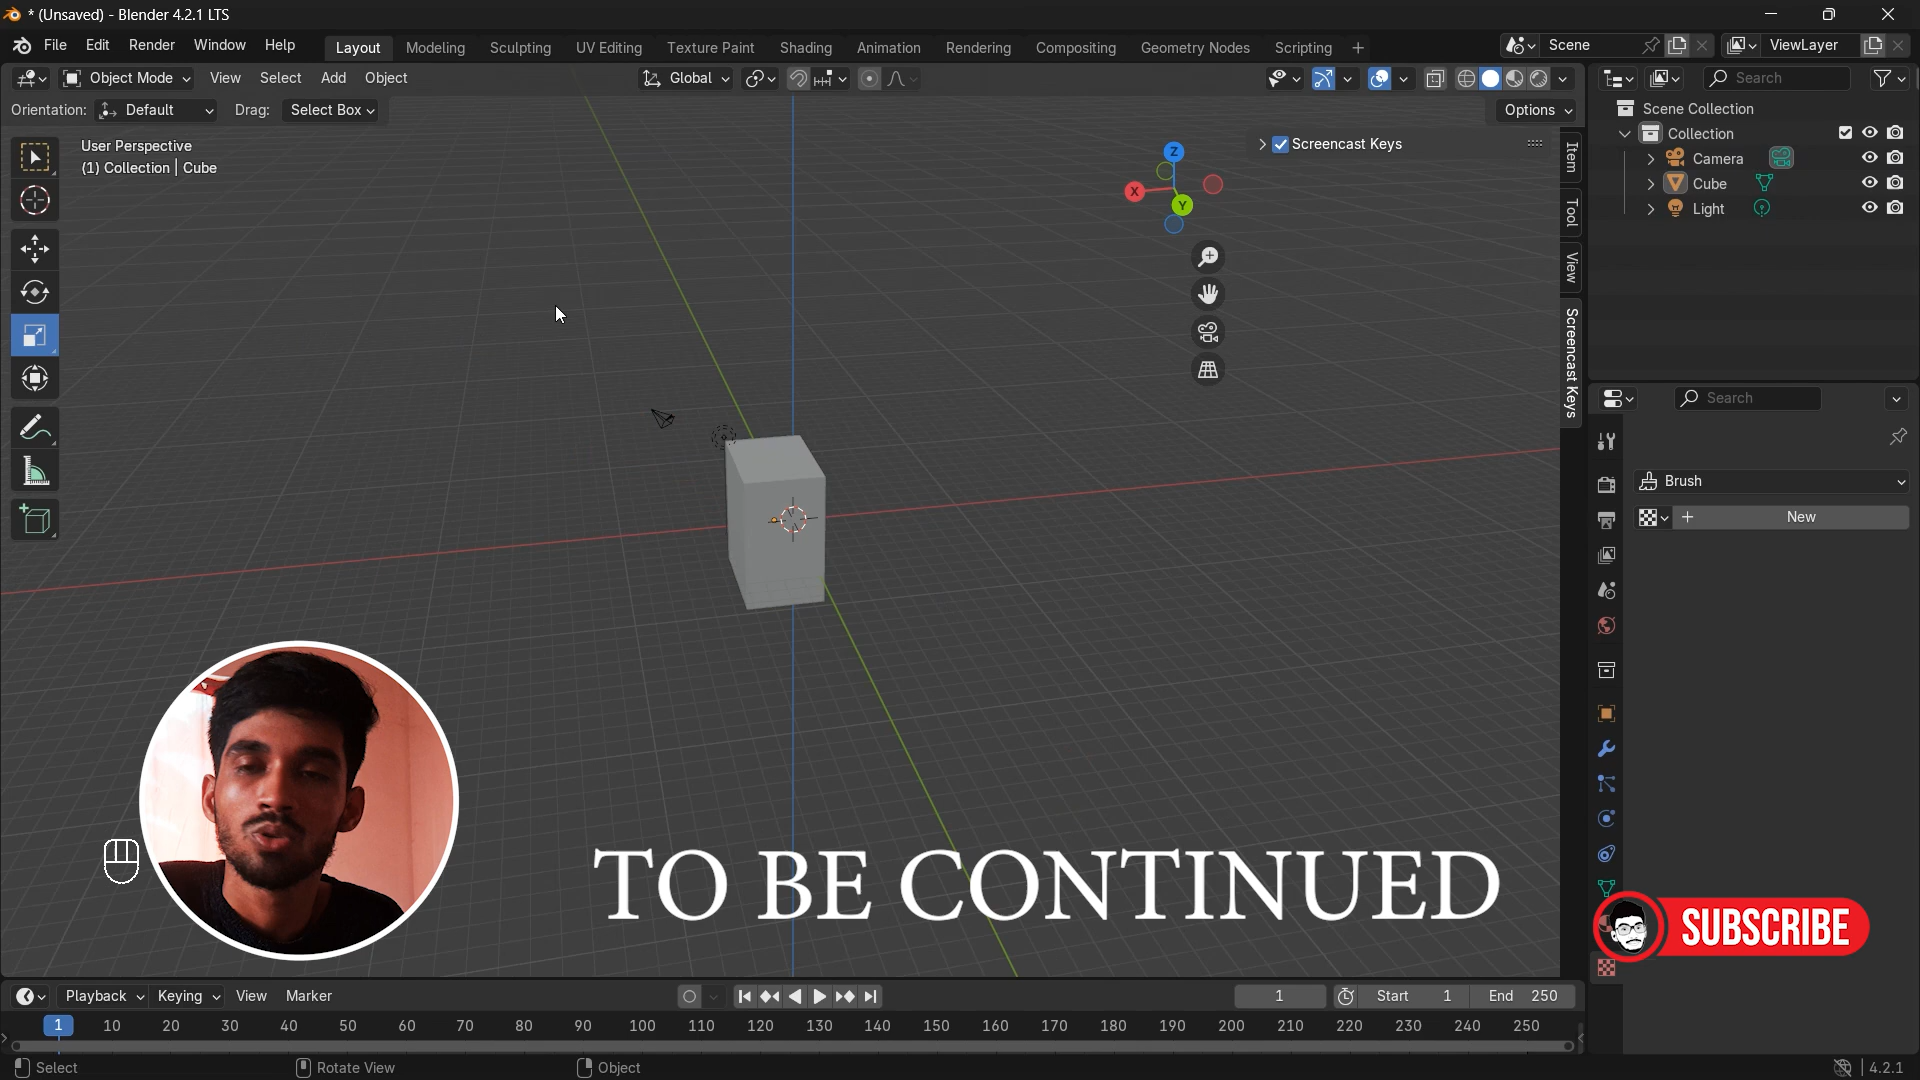 * (Unsaved) - Blender 4.2.1 LTS
File Edit Render Window Help Layout Modeling Sculpting UV Editing Texture Paint Shading Animation Rendering Compositing Geometry Nodes Scripting + Scene ViewLayer
Object Mode View Select Add Object Global Search
Orientation: Default Drag: Select Box Options
User Perspective
(1) Collection | Cube
Z
X
Y
Screencast Keys
Item
Tool
View
Screencast Keys
Scene Collection
Collection
Camera
Cube
Light
Search
Brush
+ New
TO BE CONTINUED
SUBSCRIBE
Playback Keying View Marker 1 Start 1 End 250
1 10 20 30 40 50 60 70 80 90 100 110 120 130 140 150 160 170 180 190 200 210 220 230 240 250
Select Rotate View Object 4.2.1